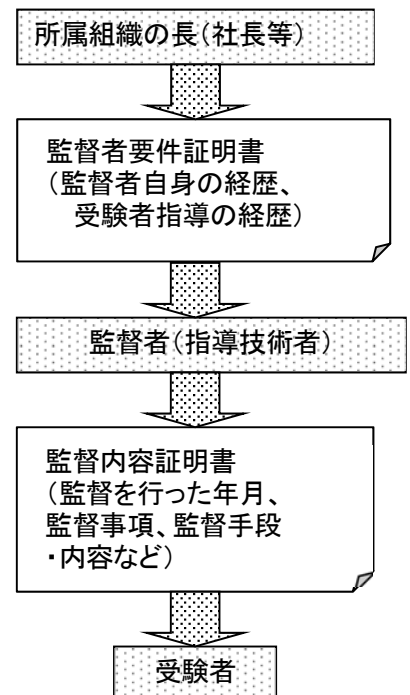 所属組織の長（社長等）
監督者要件証明書
（監督者自身の経歴、
受験者指導の経歴）
監督者（指導技術者）
監督内容証明書
（監督を行った年月、
監督事項、監督手段
・内容など）
受験者